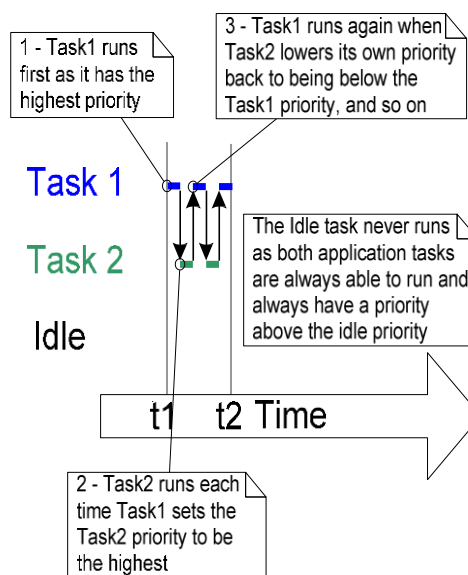 1 - Task1 runs
first as it has the
highest priority
3 - Task1 runs again when
Task2 lowers its own priority
back to being below the
Task1 priority, and so on
Task 1
Task 2
Idle
The Idle task never runs
as both application tasks
are always able to run and
always have a priority
above the idle priority
t1
t2
Time
2 - Task2 runs each
time Task1 sets the
Task2 priority to be
the highest